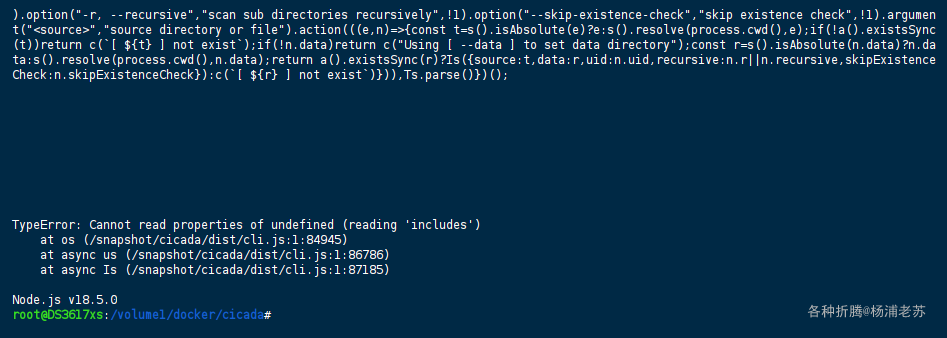 ).option("-r, --recursive","scan sub directories recursively",!1).option("--skip-existence-check","skip existence check",!1).argumen
t("<source>","source directory or file").action(((e,n)=>{const t=s().isAbsolute(e)?e:s().resolve(process.cwd(),e);if(!a().existsSync
(t))return c(`[ ${t} ] not exist`);if(!n.data)return c("Using [ --data ] to set data directory");const r=s().isAbsolute(n.data)?n.da
ta:s().resolve(process.cwd(),n.data);return a().existsSync(r)?Is({source:t,data:r,uid:n.uid,recursive:n.r||n.recursive,skipExistence
Check:n.skipExistenceCheck}):c(`[ ${r} ] not exist`)})),Ts.parse()})();
TypeError: Cannot read properties of undefined (reading 'includes')
    at os (/snapshot/cicada/dist/cli.js:1:84945)
    at async us (/snapshot/cicada/dist/cli.js:1:86786)
    at async Is (/snapshot/cicada/dist/cli.js:1:87185)
Node.js v18.5.0
root@DS3617xs:/volume1/docker/cicada#
各种折腾@杨浦老苏